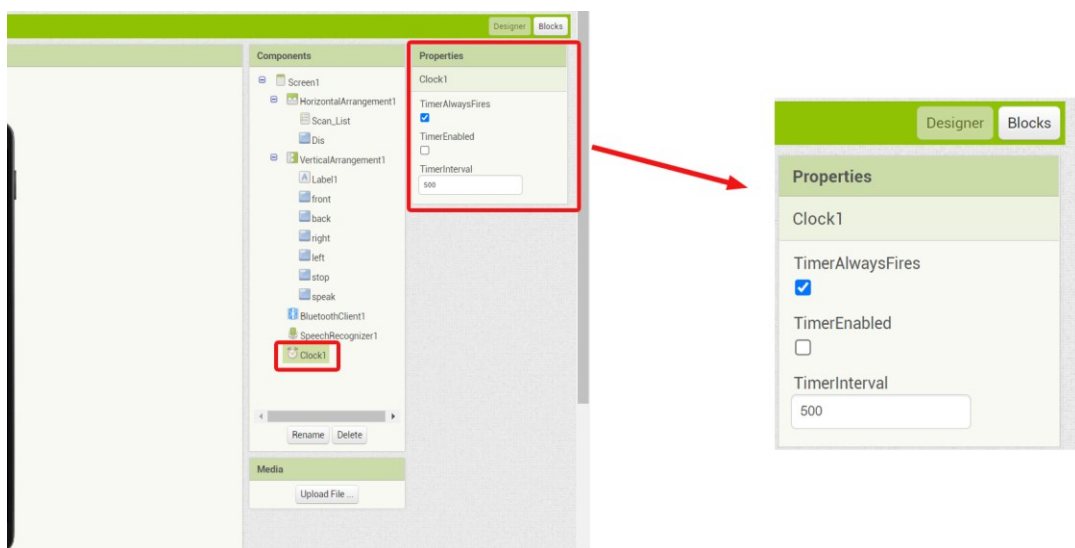 Designer Blocks
Components
Screen1
HorizontalArrangement1
Scan_List
Dis
VerticalArrangement1
A Label1
front
back
right
left
stop
speak
BluetoothClient1
SpeechRecognizer1
Clock1
Rename Delete
Media
Upload File ...
Properties
Clock1
TimerAlwaysFires
TimerEnabled
TimerInterval
500
Designer Blocks
Properties
Clock1
TimerAlwaysFires
TimerEnabled
TimerInterval
500